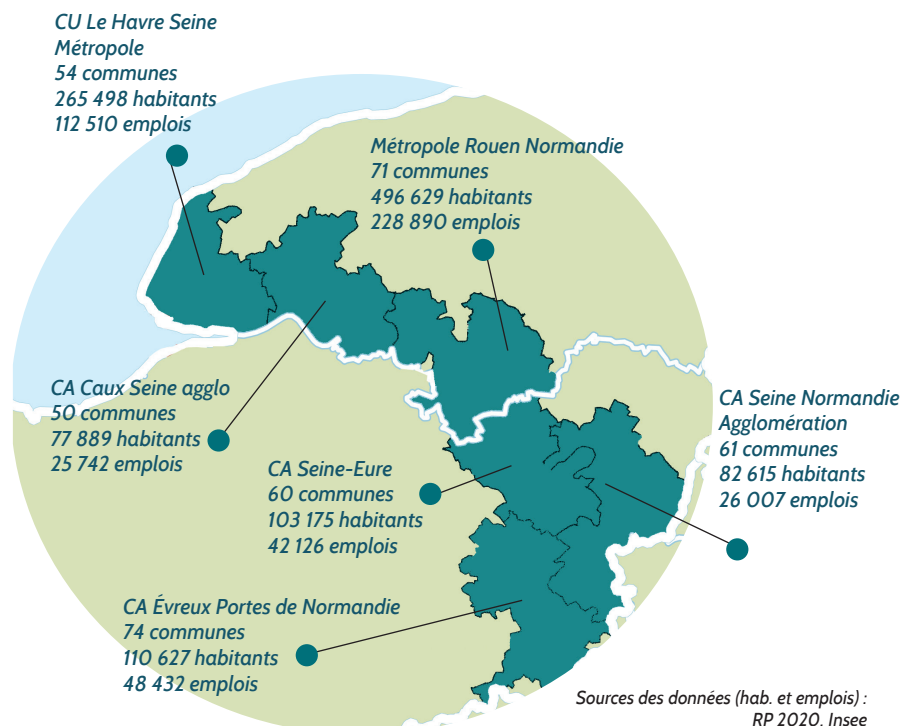 CU Le Havre Seine
Métropole
54 communes
265 498 habitants
112 510 emplois
Métropole Rouen Normandie
71 communes
496 629 habitants
228 890 emplois
CA Caux Seine agglo
50 communes
77 889 habitants
25 742 emplois
CA Seine Normandie
Agglomération
61 communes
82 615 habitants
26 007 emplois
CA Seine-Eure
60 communes
103 175 habitants
42 126 emplois
CA Évreux Portes de Normandie
74 communes
110 627 habitants
48 432 emplois
Sources des données (hab. et emplois) :
RP 2020, Insee